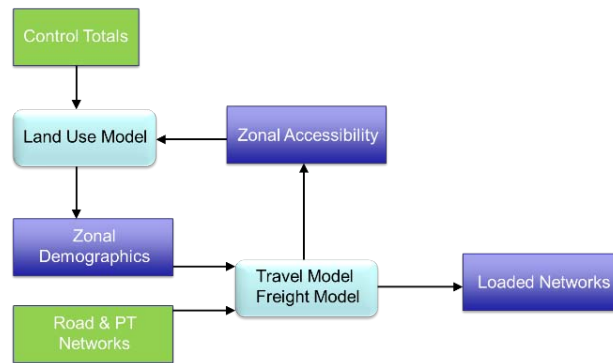 Control Totals
Land Use Model
Zonal Accessibility
Zonal
Demographics
Travel Model
Freight Model
Loaded Networks
Road & PT
Networks